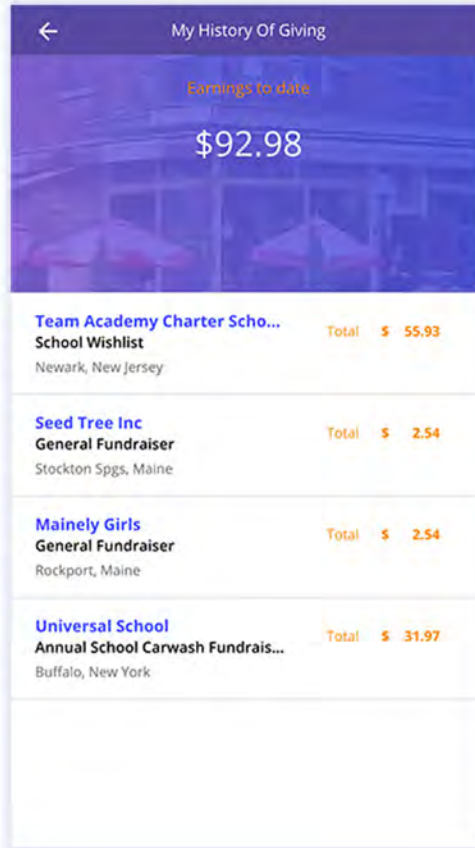 My History Of Giving
Earnings to date
$92.98
Team Academy Charter Scho... Total $ 55.93
School Wishlist
Newark, New Jersey
Seed Tree Inc Total $ 2.54
General Fundraiser
Stockton Spgs, Maine
Mainely Girls Total $ 2.54
General Fundraiser
Rockport, Maine
Universal School Total $ 31.97
Annual School Carwash Fundrais...
Buffalo, New York